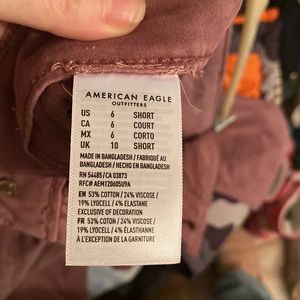 AMERICAN EAGLE
OUTFITTERS
US 6 SHORT
CA 6 COURT
MX 6 CORTO
UK 10 SHORT
MADE IN BANGLADESH / FABRIQUÉ AU
BANGLADESH / HECHO EN BANGLADESH
RN 54485/CA 03873
RFC# AEM120605U9A
EN 53% COTTON / 24% VISCOSE /
19% LYOCELL / 4% ELASTANE
EXCLUSIVE OF DECORATION
FR 53% COTON / 24% VISCOSE /
19% LYOCELL / 4% ELASTHANNE
À L'EXCEPTION DE LA GARNITURE